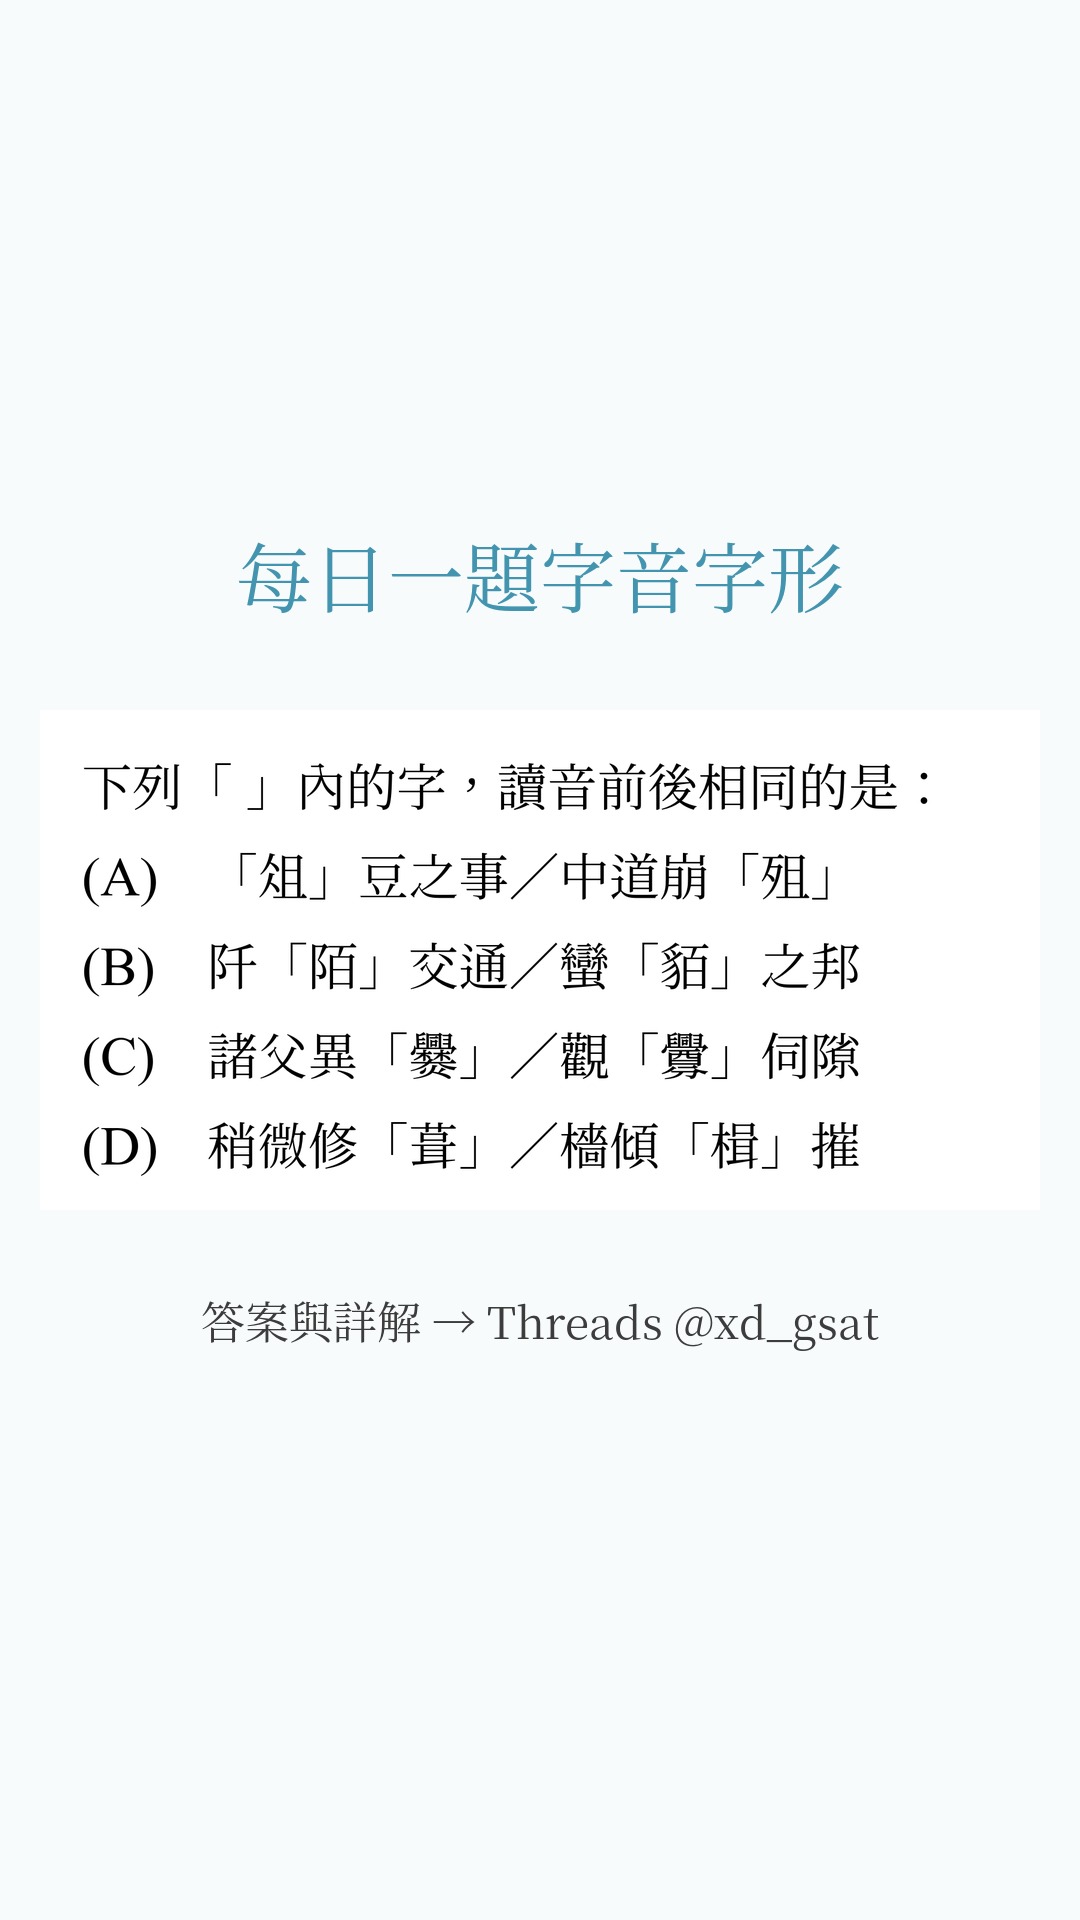 每日一題字音字形
下列「 」內的字，讀音前後相同的是：
(A) 「俎」豆之事／中道崩「殂」
(B) 阡「陌」交通／蠻「貊」之邦
(C) 諸父異「爨」／觀「釁」伺隙
(D) 稍微修「葺」／檣傾「楫」摧
答案與詳解 → Threads @xd_gsat